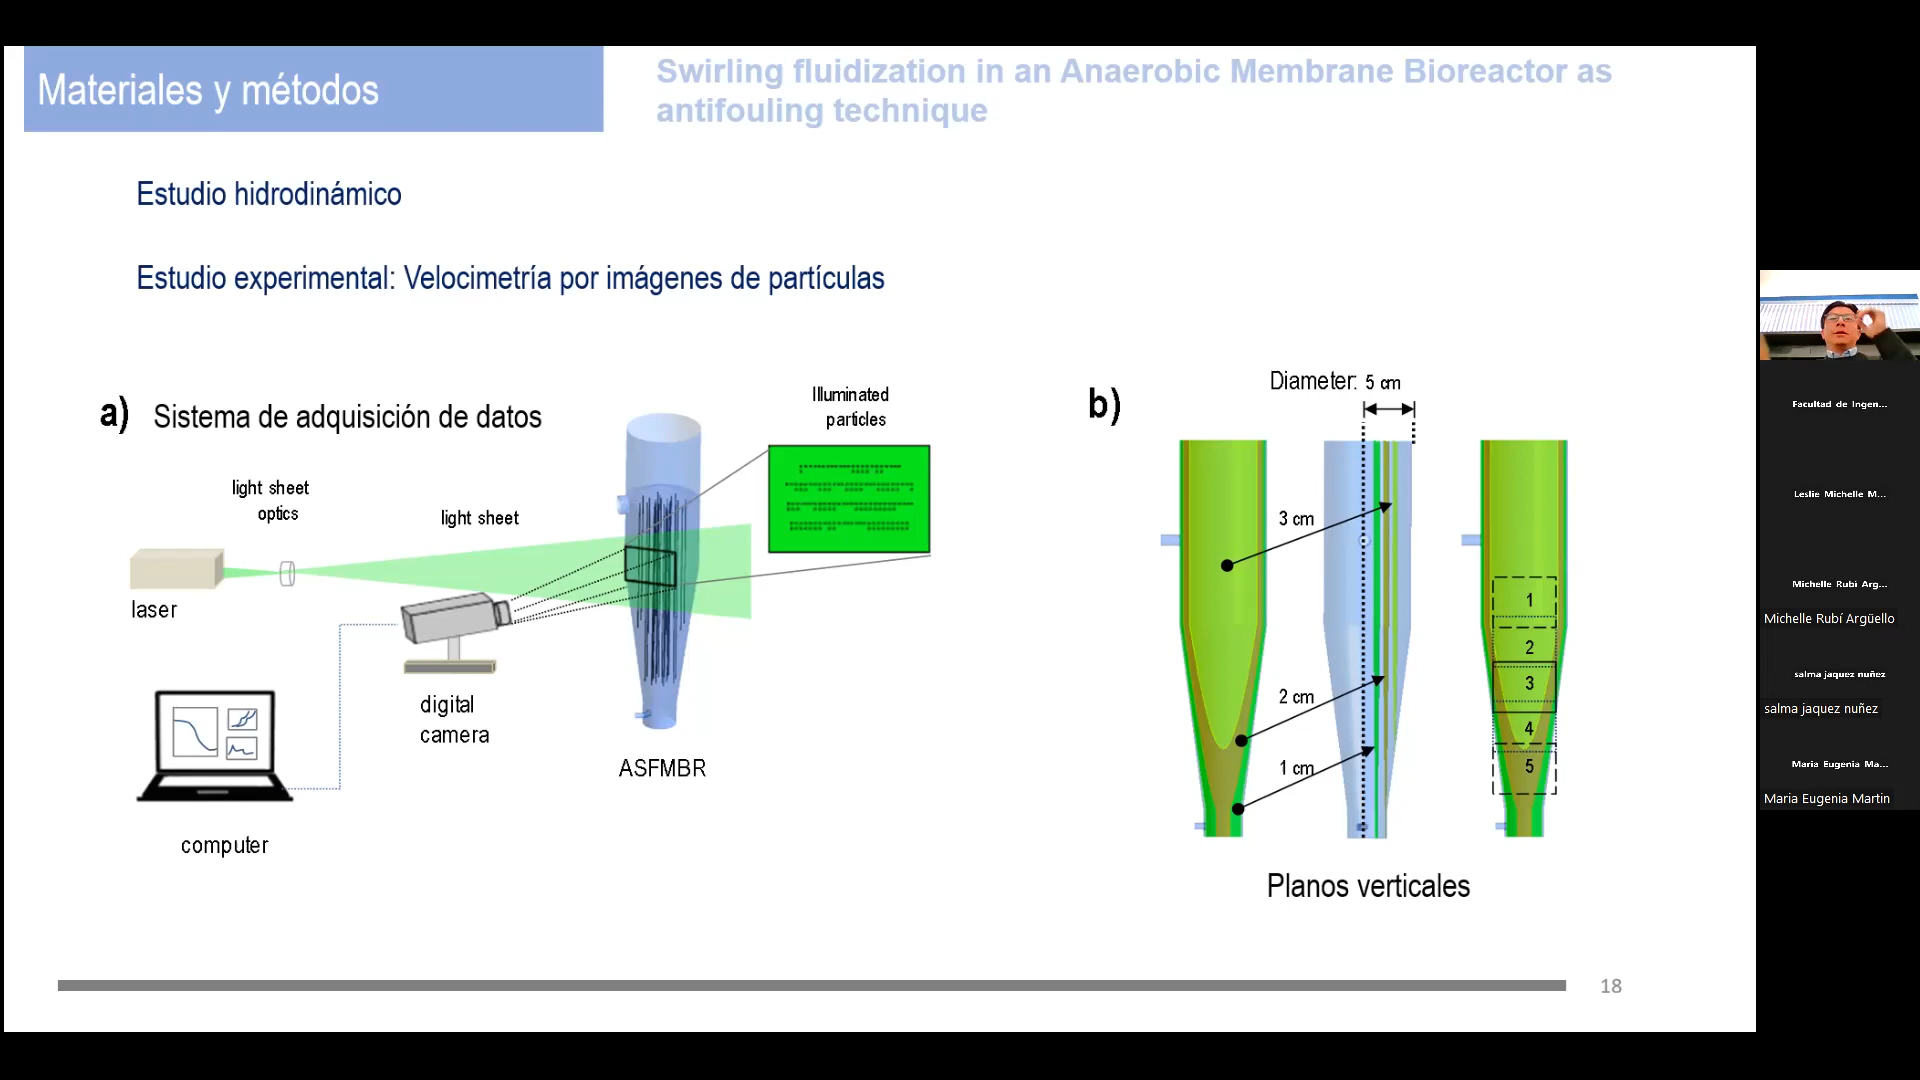 Materiales y métodos
Swirling fluidization in an Anaerobic Membrane Bioreactor as
antifouling technique
Estudio hidrodinámico
Estudio experimental: Velocimetría por imágenes de partículas
a) Sistema de adquisición de datos
Illuminated
particles
light sheet
optics
light sheet
laser
digital
camera
ASFMBR
computer
b)
Diameter: 5 cm
3 cm
2 cm
1 cm
1
2
3
4
5
Planos verticales
18
Facultad de Ingen...
Leslie Michelle M...
Michelle Rubí Arg...
Michelle Rubí Argüello
salma jaquez nuñez
salma jaquez nuñez
Maria Eugenia Ma...
Maria Eugenia Martin